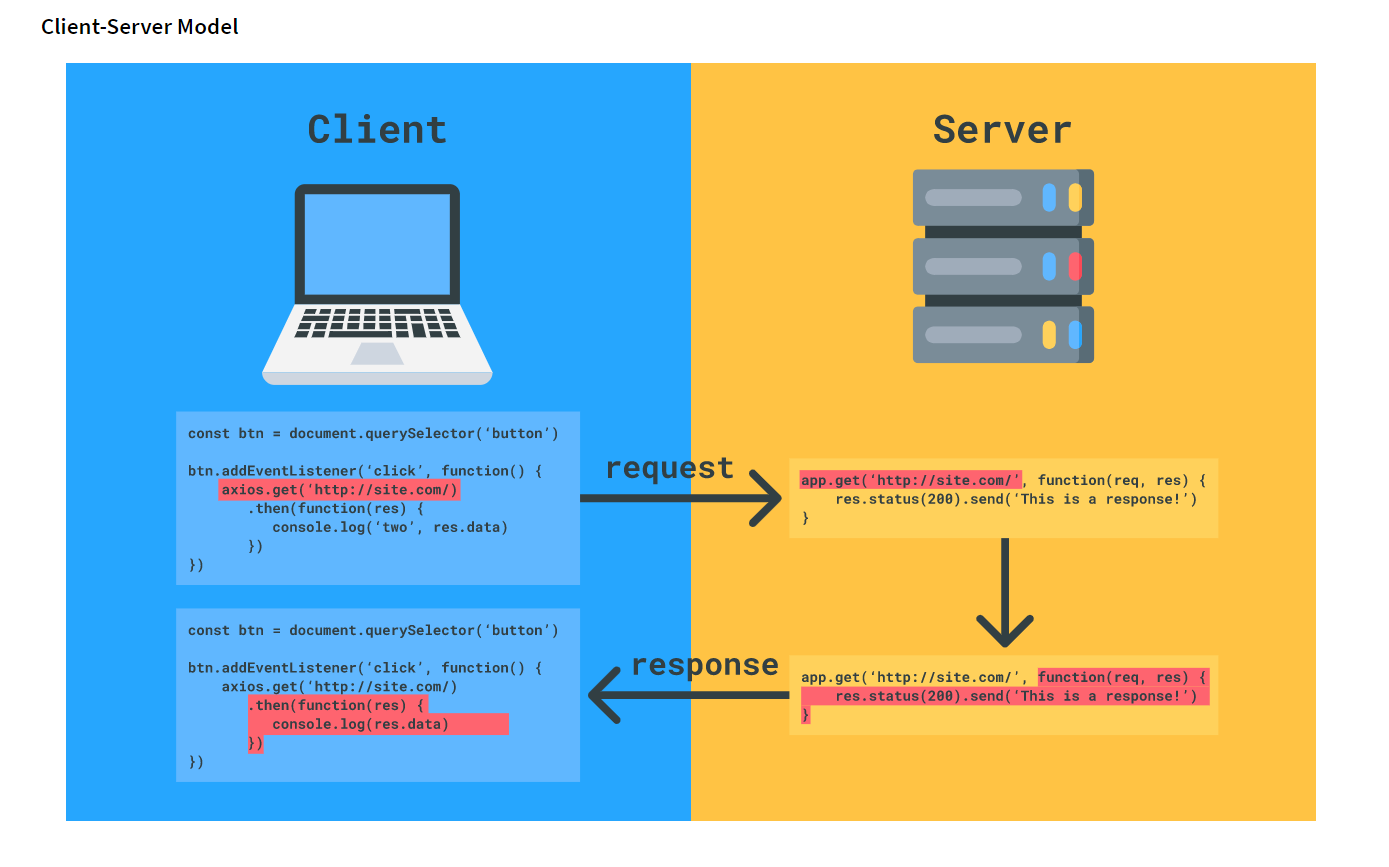 Client-Server Model
Client
Server
const btn = document.querySelector(‘button’)
btn.addEventListener(‘click’, function() {
axios.get(‘http://site.com/)
.then(function(res) {
console.log(‘two’, res.data)
})
})
request
app.get(‘http://site.com/’, function(req, res) {
res.status(200).send(‘This is a response!’)
}
const btn = document.querySelector(‘button’)
btn.addEventListener(‘click’, function() {
axios.get(‘http://site.com/)
.then(function(res) {
console.log(res.data)
})
})
response
app.get(‘http://site.com/’, function(req, res) {
res.status(200).send(‘This is a response!’)
}